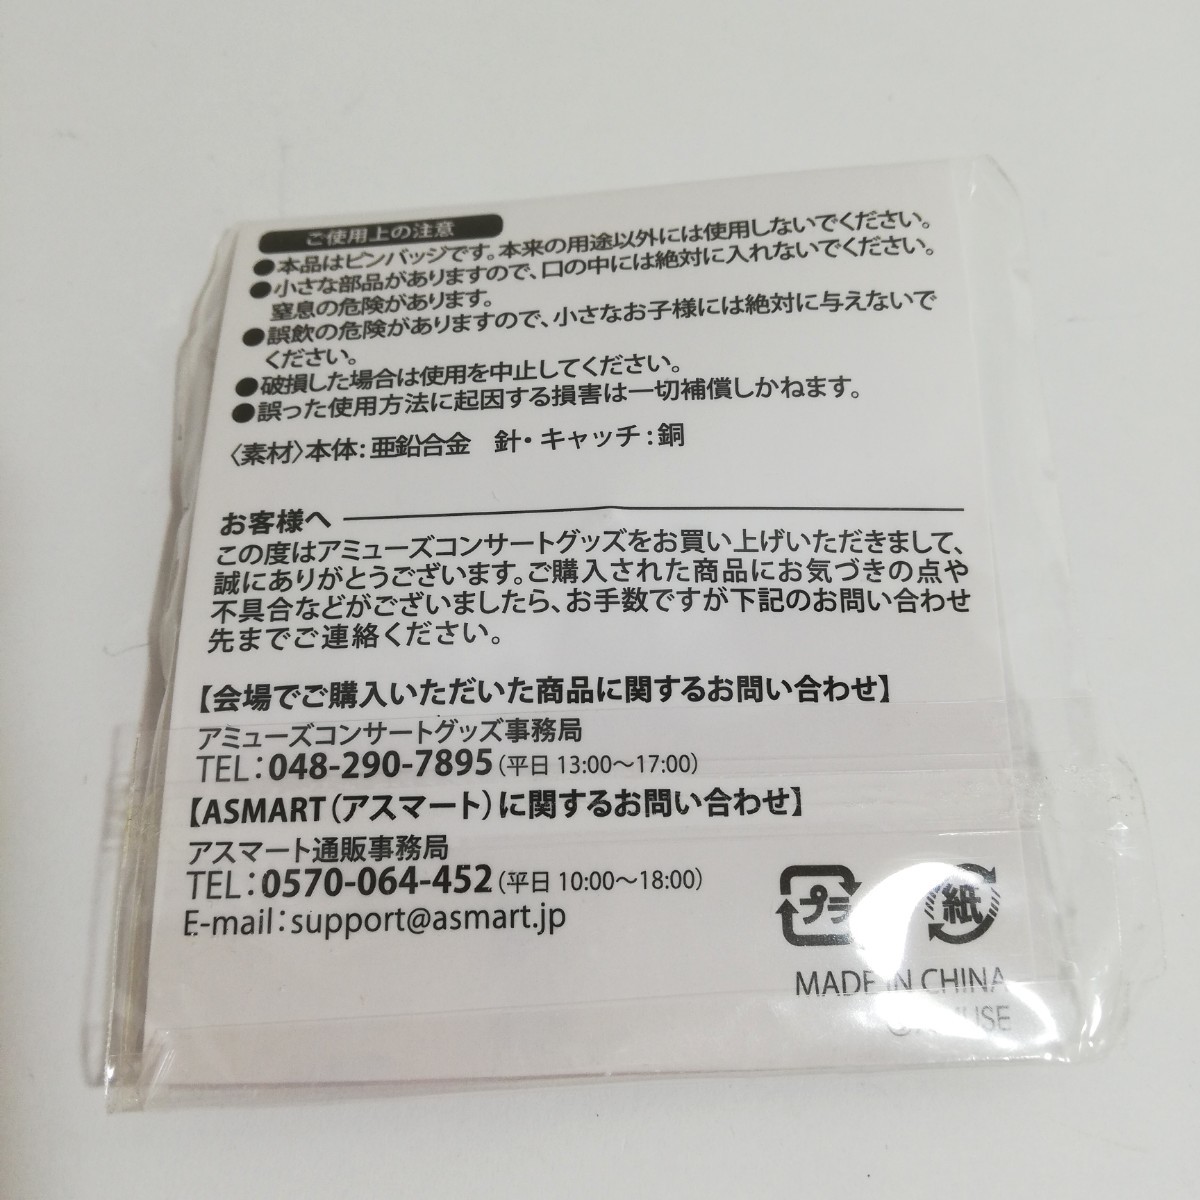 ご使用上の注意
●本品はピンバッジです。本来の用途以外には使用しないでください。
●小さな部品がありますので、口の中には絶対に入れないでください。
窒息の危険があります。
●誤飲の危険がありますので、小さなお子様には絶対に与えないで
ください。
●破損した場合は使用を中止してください。
●誤った使用方法に起因する損害は一切補償しかねます。
〈素材〉本体：亜鉛合金　針・キャッチ：銅
お客様へ
この度はアミューズコンサートグッズをお買い上げいただきまして、
誠にありがとうございます。ご購入された商品にお気づきの点や
不具合などがございましたら、お手数ですが下記のお問い合わせ
先までご連絡ください。
【会場でご購入いただいた商品に関するお問い合わせ】
アミューズコンサートグッズ事務局
TEL：048-290-7895（平日 13:00～17:00）
【ASMART（アスマート）に関するお問い合わせ】
アスマート通販事務局
TEL：0570-064-452（平日 10:00～18:00）
E-mail：support@asmart.jp
プラ 紙
MADE IN CHINA
©AMUSE